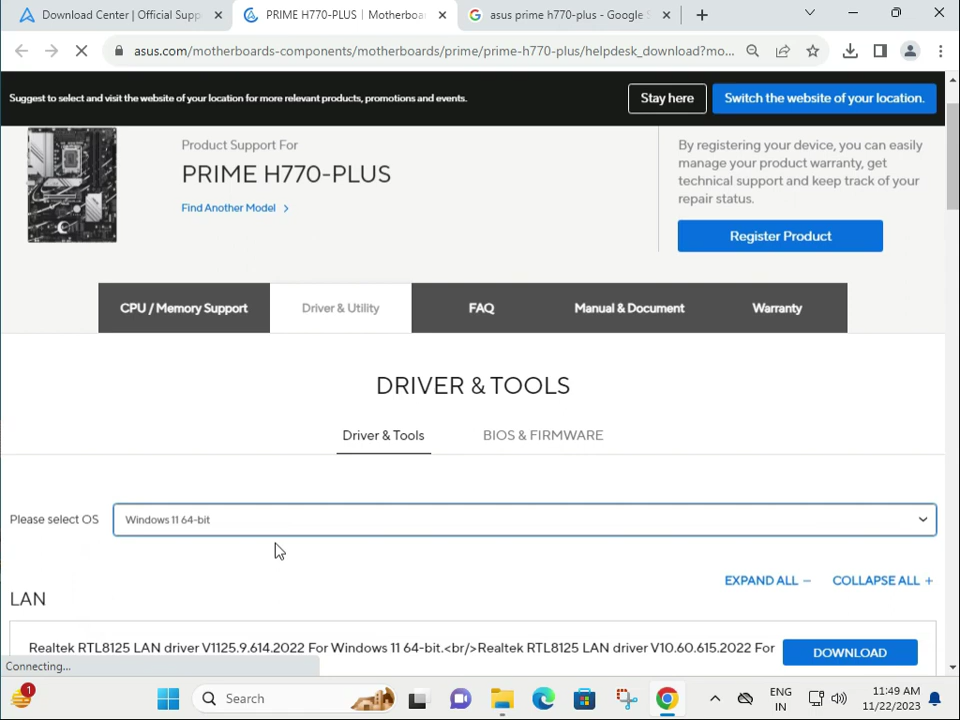 Download Center | Official Supp
PRIME H770-PLUS | Motherboa
asus prime h770-plus - Google S
asus.com/motherboards-components/motherboards/prime/prime-h770-plus/helpdesk_download?mo...
Suggest to select and visit the website of your location for more relevant products, promotions and events.
Stay here
Switch the website of your location.
Product Support For
PRIME H770-PLUS
Find Another Model >
By registering your device, you can easily
manage your product warranty, get
technical support and keep track of your
repair status.
Register Product
CPU / Memory Support
Driver & Utility
FAQ
Manual & Document
Warranty
DRIVER & TOOLS
Driver & Tools
BIOS & FIRMWARE
Please select OS
Windows 11 64-bit
EXPAND ALL −
COLLAPSE ALL +
LAN
Realtek RTL8125 LAN driver V1125.9.614.2022 For Windows 11 64-bit.<br/>Realtek RTL8125 LAN driver V10.60.615.2022 For
DOWNLOAD
Connecting...
1
Search
ENG
IN
11:49 AM
11/22/2023